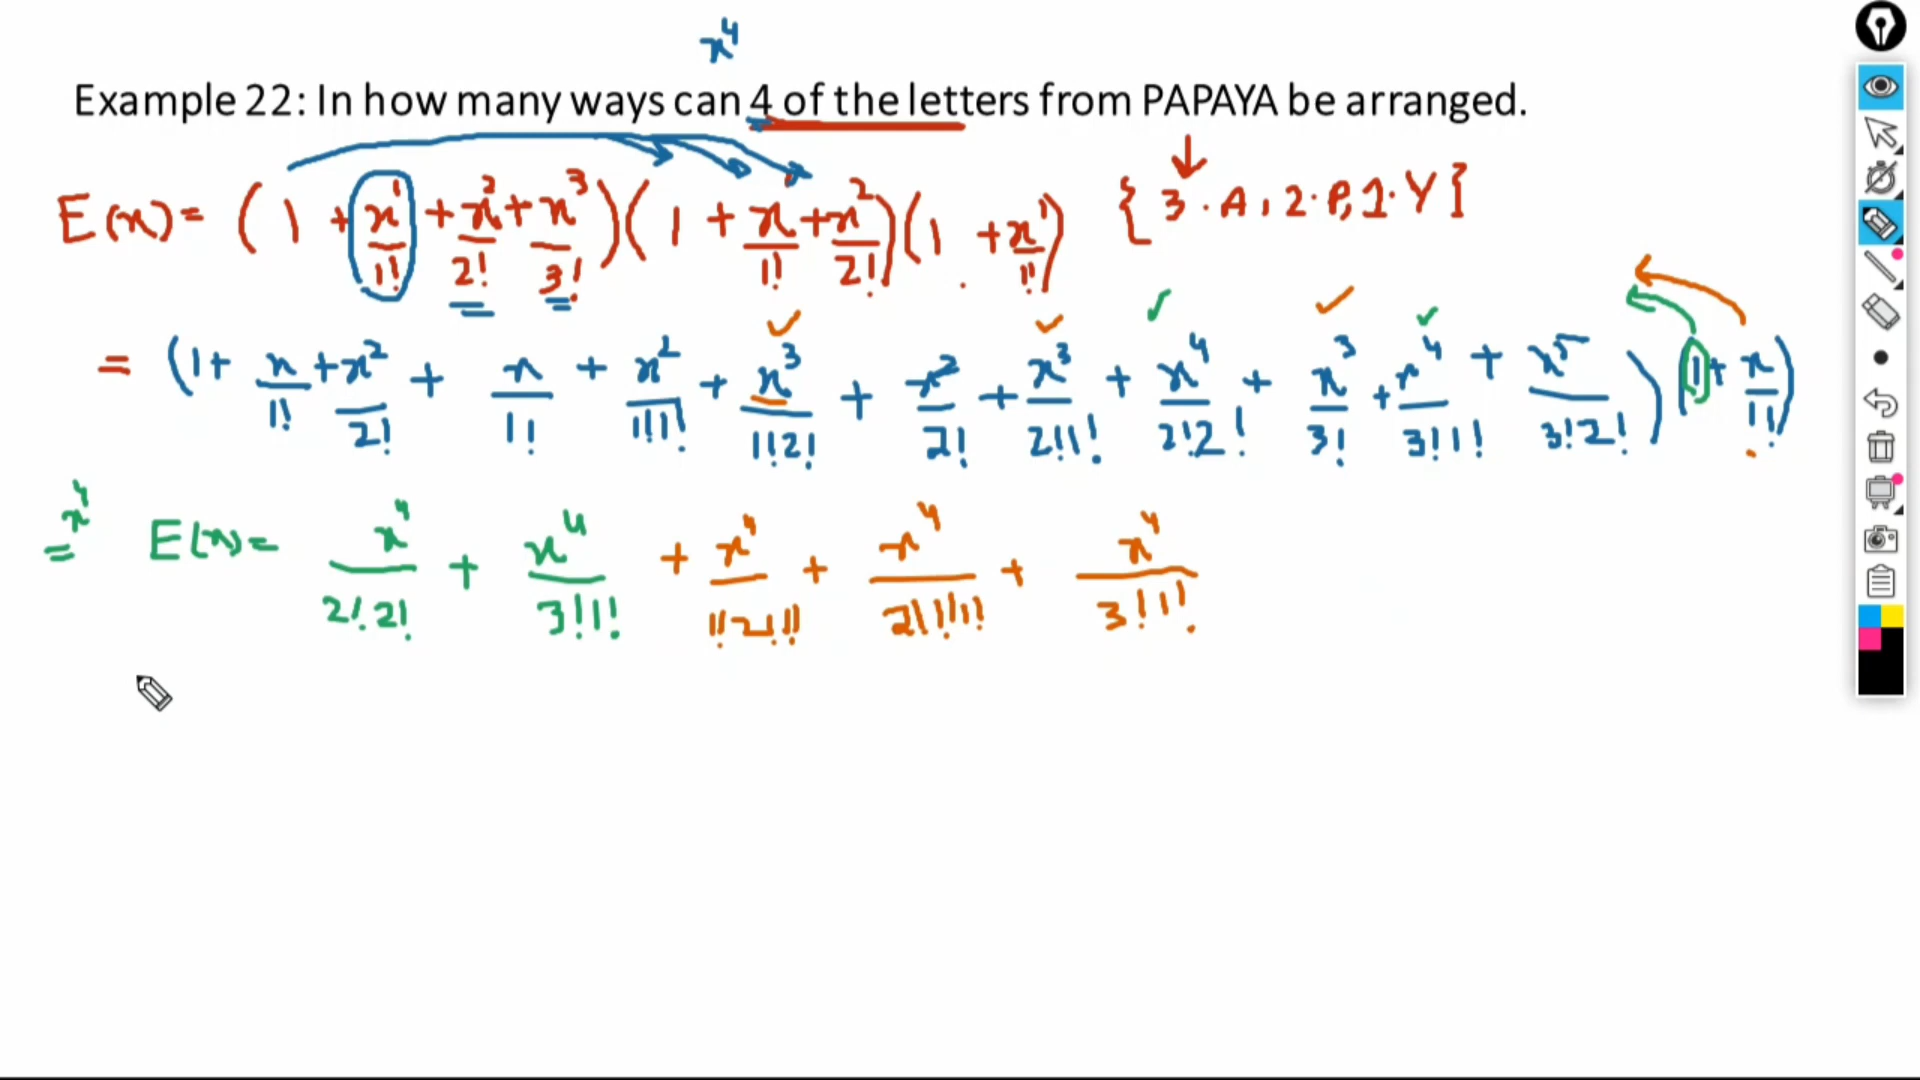 x⁴
Example 22: In how many ways can 4 of the letters from PAPAYA be arranged.
E(x) = (1 + x¹/1! + x²/2! + x³/3!)(1 + x¹/1! + x²/2!)(1 + x¹/1!) {3·A, 2·P, 1·Y}
= (1 + x/1! + x²/2! + x/1! + x²/1!1! + x³/1!2! + x²/2! + x³/2!1! + x⁴/2!2! + x³/3! + x⁴/3!1! + x⁵/3!2!)(1 + x/1!)
= x⁴ E(x) = x⁴/2!2! + x⁴/3!1! + x⁴/1!2!1! + x⁴/2!1!1! + x⁴/3!1!